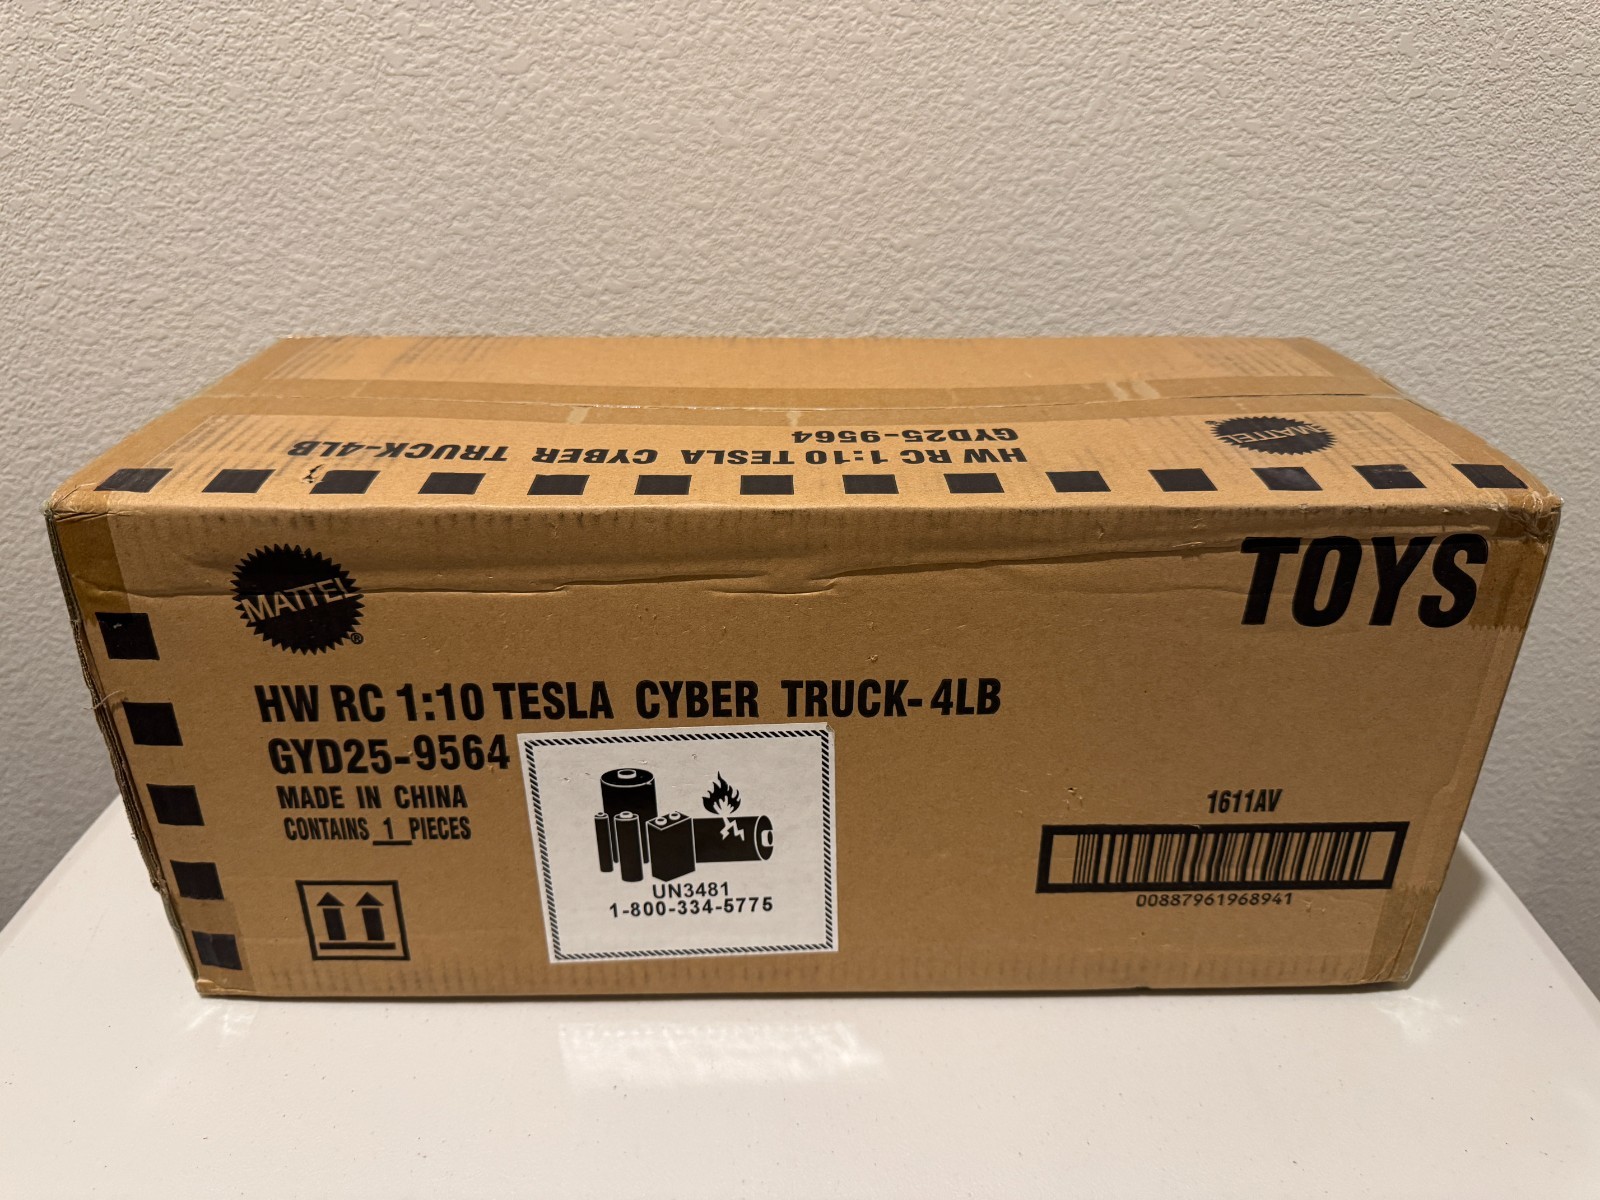 HW RC 1:10 TESLA CYBER TRUCK-4LB
GYD25-9564
MATTEL
MATTEL®
TOYS
HW RC 1:10 TESLA CYBER TRUCK-4LB
GYD25-9564
MADE IN CHINA
CONTAINS 1 PIECES
UN3481
1-800-334-5775
1611AV
00887961968941